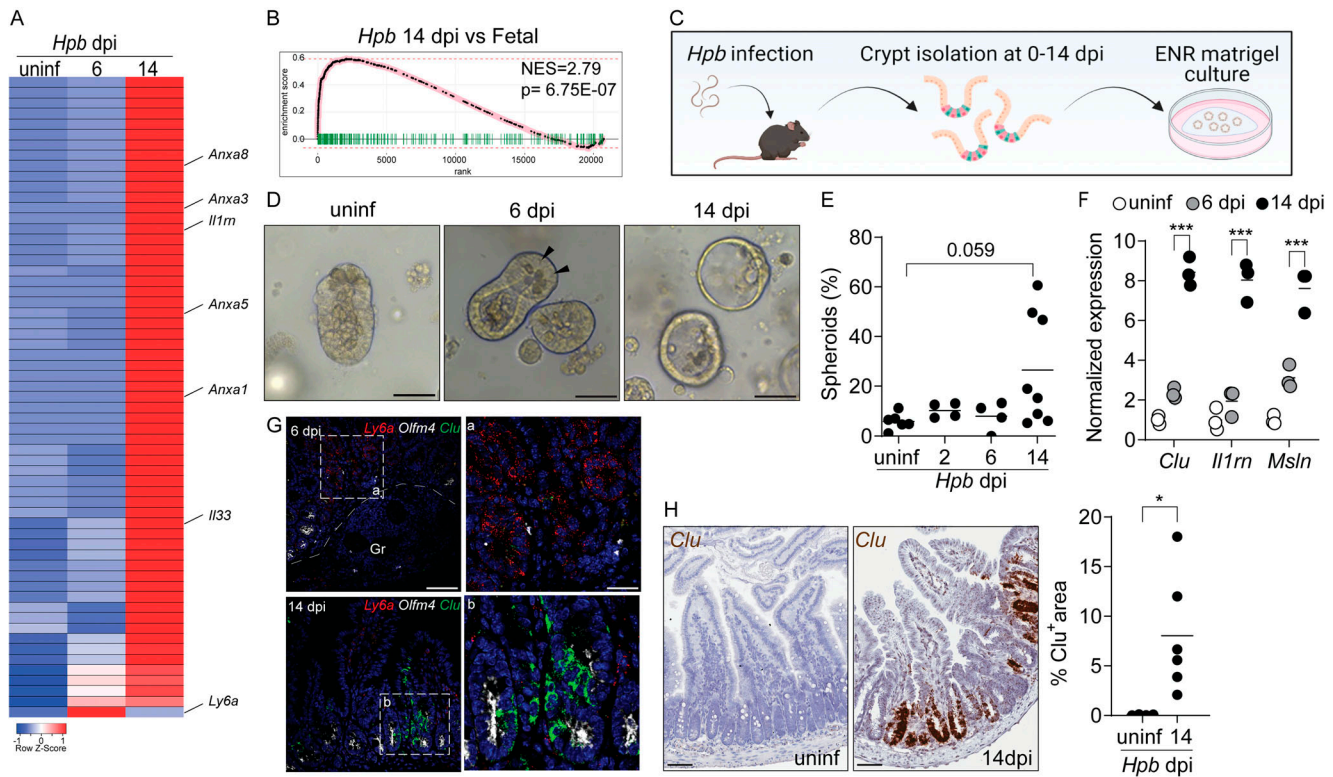 A
Hpb dpi
uninf 6 14
Anxa8
Anxa3
Il1rn
Anxa5
Anxa1
Il33
Ly6a
-1 0 1
Row Z-Score
B
Hpb 14 dpi vs Fetal
NES=2.79
p= 6.75E-07
enrichment score
0.6
0.4
0.2
0.0
0 5000 10000 15000 20000
rank
C
Hpb infection
Crypt isolation at 0-14 dpi
ENR matrigel
culture
D
uninf 6 dpi 14 dpi
E
0.059
Spheroids (%)
80
60
40
20
0
uninf 2 6 14
Hpb dpi
F
uninf 6 dpi 14 dpi
*** *** ***
Normalized expression
10
8
6
4
2
0
Clu Il1rn Msln
G
6 dpi
Ly6a Olfm4 Clu
a
Gr
a
14 dpi
Ly6a Olfm4 Clu
b
b
H
Clu
uninf
14dpi
*
% Clu+area
20
15
10
5
0
uninf 14
Hpb dpi